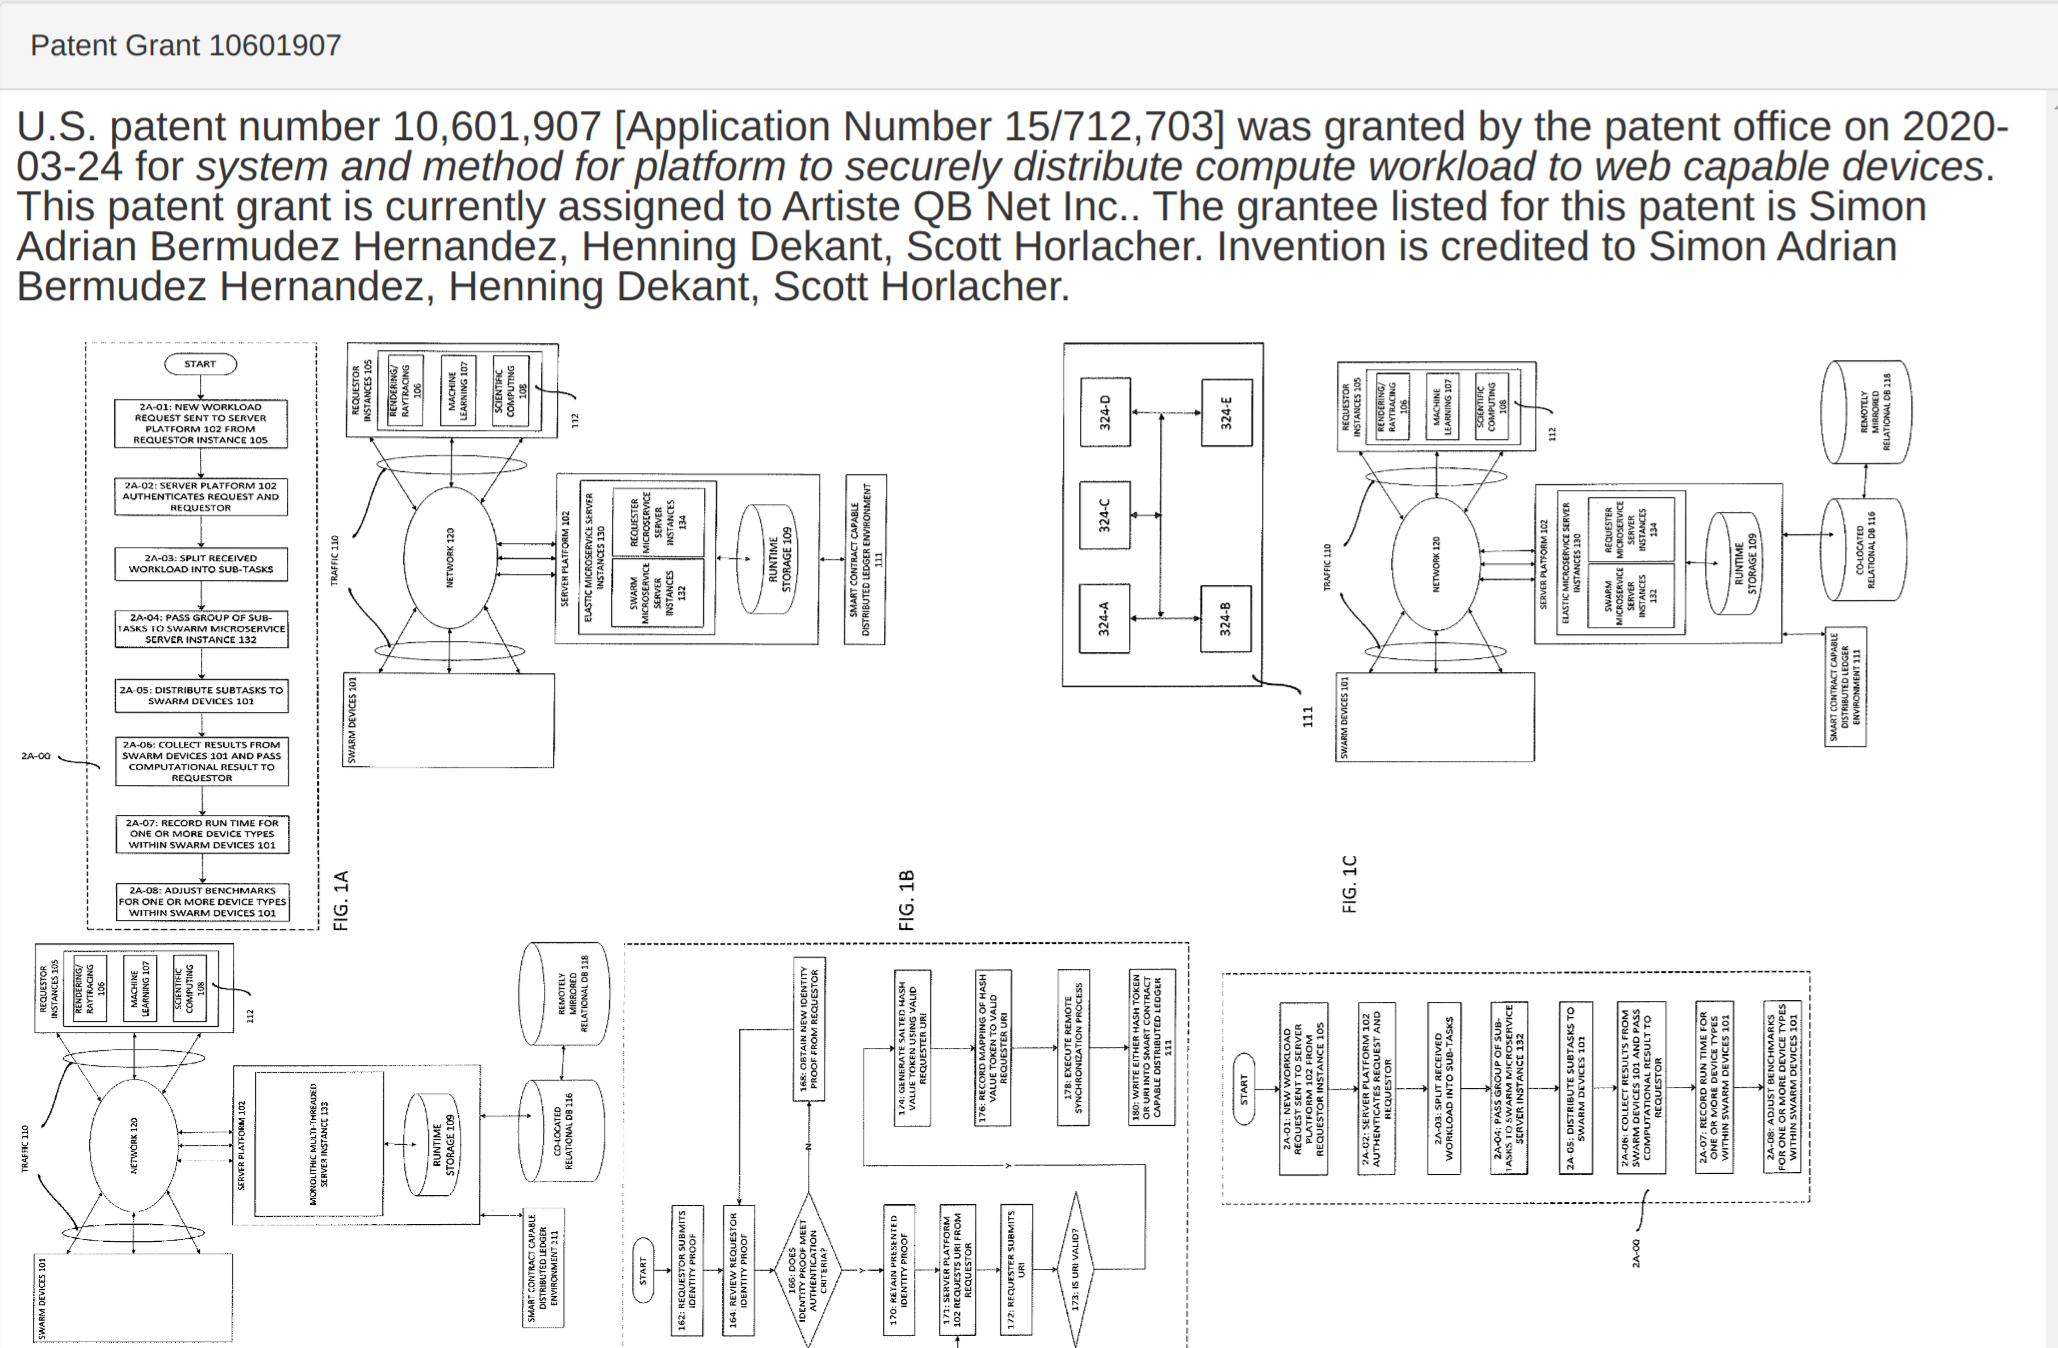 Patent Grant 10601907
U.S. patent number 10,601,907 [Application Number 15/712,703] was granted by the patent office on 2020-
03-24 for system and method for platform to securely distribute compute workload to web capable devices.
This patent grant is currently assigned to Artiste QB Net Inc.. The grantee listed for this patent is Simon
Adrian Bermudez Hernandez, Henning Dekant, Scott Horlacher. Invention is credited to Simon Adrian
Bermudez Hernandez, Henning Dekant, Scott Horlacher.
START
2A-01: NEW WORKLOAD
REQUEST SENT TO SERVER
PLATFORM 102 FROM
REQUESTOR INSTANCE 105
2A-02: SERVER PLATFORM 102
AUTHENTICATES REQUEST AND
REQUESTOR
2A-03: SPLIT RECEIVED
WORKLOAD INTO SUB-TASKS
2A-04: PASS GROUP OF SUB-
TASKS TO SWARM MICROSERVICE
SERVER INSTANCE 132
2A-05: DISTRIBUTE SUBTASKS TO
SWARM DEVICES 101
2A-06: COLLECT RESULTS FROM
SWARM DEVICES 101 AND PASS
COMPUTATIONAL RESULT TO
REQUESTOR
2A-07: RECORD RUN TIME FOR
ONE OR MORE DEVICE TYPES
WITHIN SWARM DEVICES 101
2A-08: ADJUST BENCHMARKS
FOR ONE OR MORE DEVICE TYPES
WITHIN SWARM DEVICES 101
2A-00
REQUESTOR
INSTANCES 105
RENDERING/
RAYTRACING
106
MACHINE
LEARNING 107
SCIENTIFIC
COMPUTING
108
112
TRAFFIC 110
NETWORK 120
SERVER PLATFORM 102
ELASTIC MICROSERVICE SERVER
INSTANCES 130
REQUESTER
MICROSERVICE
SERVER
INSTANCES
134
SWARM
MICROSERVICE
SERVER
INSTANCES
132
RUNTIME
STORAGE 109
SMART CONTRACT CAPABLE
DISTRIBUTED LEDGER ENVIRONMENT
111
SWARM DEVICES 101
FIG. 1A
324-D
324-E
324-C
324-A
324-B
111
FIG. 1B
REQUESTOR
INSTANCES 105
RENDERING/
RAYTRACING
106
MACHINE
LEARNING 107
SCIENTIFIC
COMPUTING
108
112
TRAFFIC 110
NETWORK 120
SERVER PLATFORM 102
ELASTIC MICROSERVICE SERVER
INSTANCES 130
REQUESTER
MICROSERVICE
SERVER
INSTANCES
134
SWARM
MICROSERVICE
SERVER
INSTANCES
132
RUNTIME
STORAGE 109
REMOTELY
MIRRORED
RELATIONAL DB 118
CO-LOCATED
RELATIONAL DB 116
SMART CONTRACT CAPABLE
DISTRIBUTED LEDGER
ENVIRONMENT 111
SWARM DEVICES 101
FIG. 1C
REQUESTOR
INSTANCES 105
RENDERING/
RAYTRACING
106
MACHINE
LEARNING 107
SCIENTIFIC
COMPUTING
108
112
TRAFFIC 110
NETWORK 120
SERVER PLATFORM 102
MONOLITHIC MULTI-THREADED
SERVER INSTANCE 133
RUNTIME
STORAGE 109
REMOTELY
MIRRORED
RELATIONAL DB 118
CO-LOCATED
RELATIONAL DB 116
SMART CONTRACT CAPABLE
DISTRIBUTED LEDGER
ENVIRONMENT 111
SWARM DEVICES 101
START
162: REQUESTOR SUBMITS
IDENTITY PROOF
164: REVIEW REQUESTOR
IDENTITY PROOF
166: DOES
IDENTITY PROOF MEET
AUTHENTICATION
CRITERIA?
N
168: OBTAIN NEW IDENTITY
PROOF FROM REQUESTOR
Y
170: RETAIN PRESENTED
IDENTITY PROOF
171: SERVER PLATFORM
102 REQUESTS URI FROM
REQUESTOR
172: REQUESTER SUBMITS
URI
173: IS URI VALID?
Y
174: GENERATE SALTED HASH
VALUE TOKEN USING VALID
REQUESTER URI
176: RECORD MAPPING OF HASH
VALUE TOKEN TO VALID
REQUESTER URI
178: EXECUTE REMOTE
SYNCHRONIZATION PROCESS
180: WRITE EITHER HASH TOKEN
OR URI INTO SMART CONTRACT
CAPABLE DISTRIBUTED LEDGER
111
START
2A-01: NEW WORKLOAD
REQUEST SENT TO SERVER
PLATFORM 102 FROM
REQUESTOR INSTANCE 105
2A-02: SERVER PLATFORM 102
AUTHENTICATES REQUEST AND
REQUESTOR
2A-03: SPLIT RECEIVED
WORKLOAD INTO SUB-TASKS
2A-04: PASS GROUP OF SUB-
TASKS TO SWARM MICROSERVICE
SERVER INSTANCE 132
2A-05: DISTRIBUTE SUBTASKS TO
SWARM DEVICES 101
2A-06: COLLECT RESULTS FROM
SWARM DEVICES 101 AND PASS
COMPUTATIONAL RESULT TO
REQUESTOR
2A-07: RECORD RUN TIME FOR
ONE OR MORE DEVICE TYPES
WITHIN SWARM DEVICES 101
2A-08: ADJUST BENCHMARKS
FOR ONE OR MORE DEVICE TYPES
WITHIN SWARM DEVICES 101
2A-00